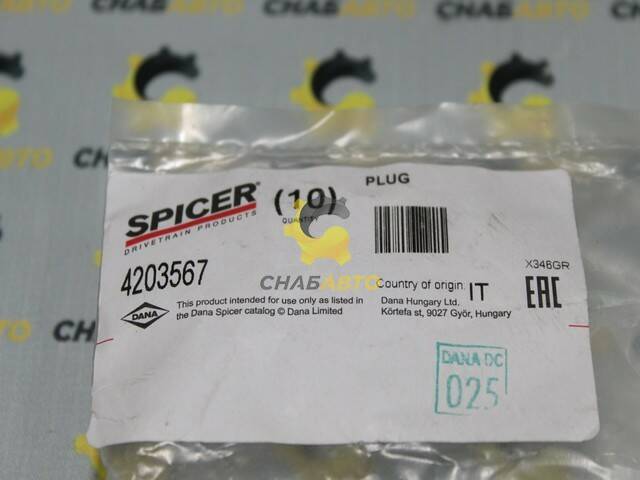 СНАБАВТО
СНАБАВТО
СНАБАВТО
SPICER®
DRIVETRAIN PRODUCTS
(10)
QUANTITY
PLUG
4203567
СНАБАВТО
Country of origin: IT
X346GR
EAC
DANA
This product intended for use only as listed in
the Dana Spicer catalog © Dana Limited
Dana Hungary Ltd.
Körtefa st, 9027 Győr, Hungary
DANA DC
025